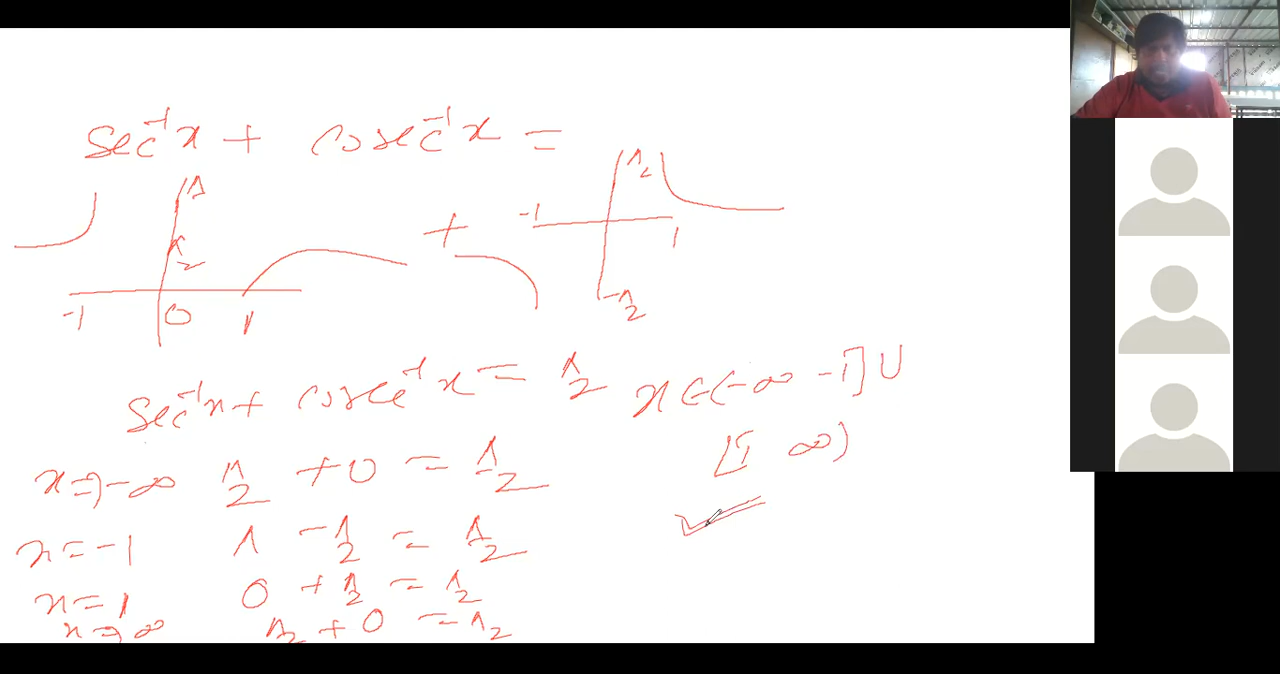 sec⁻¹x + cosec⁻¹x =
π
π/2
-1 0 1
+
π/2
-1 1
-π/2
sec⁻¹x + cosec⁻¹x = π/2 x ∈ (-∞ -1] ∪
[1 ∞)
x ⇒ -∞ π/2 + 0 = π/2
x = -1 π - π/2 = π/2
x = 1 0 + π/2 = π/2
x ⇒ ∞ π/2 + 0 = π/2